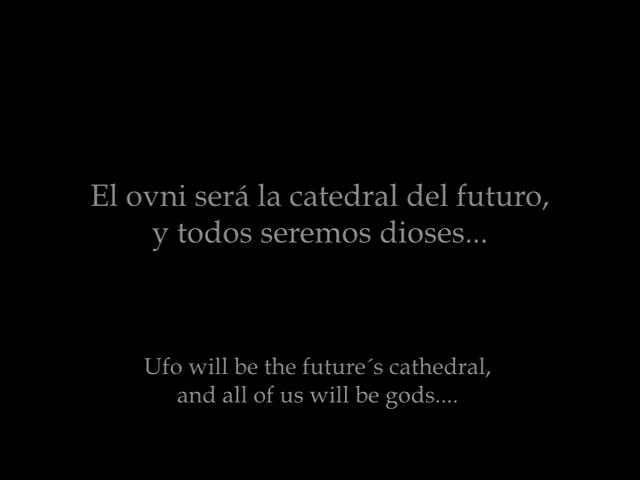 El ovni será la catedral del futuro,
y todos seremos dioses...
Ufo will be the future´s cathedral,
and all of us will be gods....